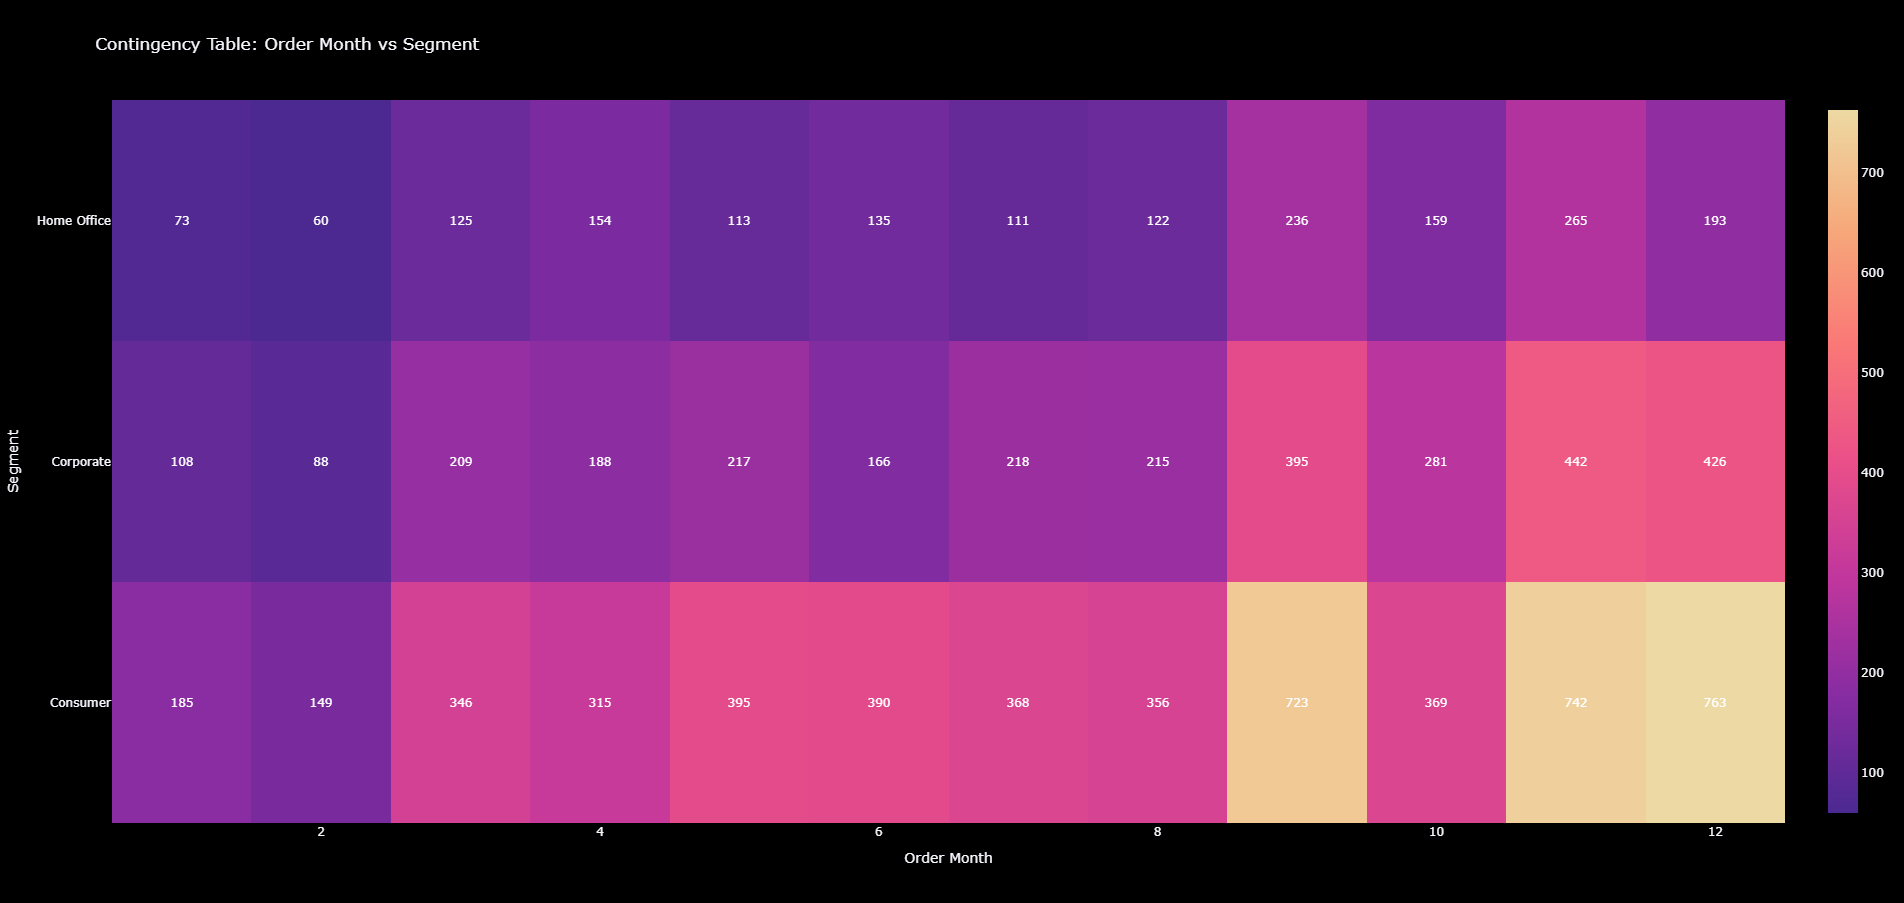 Contingency Table: Order Month vs Segment
Home Office 73 60 125 154 113 135 111 122 236 159 265 193
Corporate 108 88 209 188 217 166 218 215 395 281 442 426
Consumer 185 149 346 315 395 390 368 356 723 369 742 763
2 4 6 8 10 12
Order Month
Segment
700
600
500
400
300
200
100